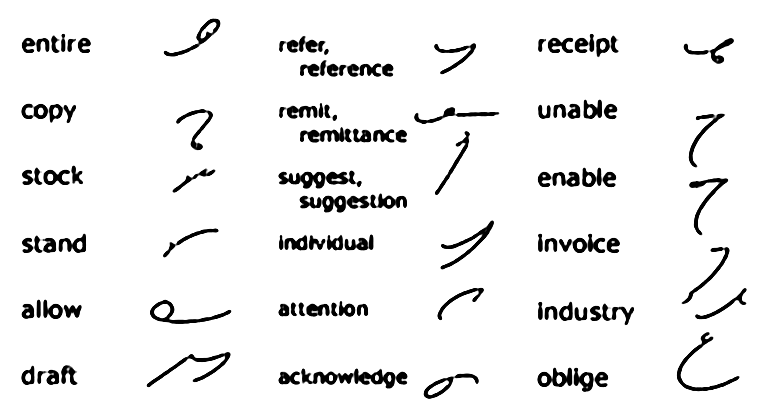 entire
copy
stock
stand
allow
draft
refer,
reference
remit,
remittance
suggest,
suggestion
individual
attention
acknowledge
receipt
unable
enable
invoice
industry
oblige